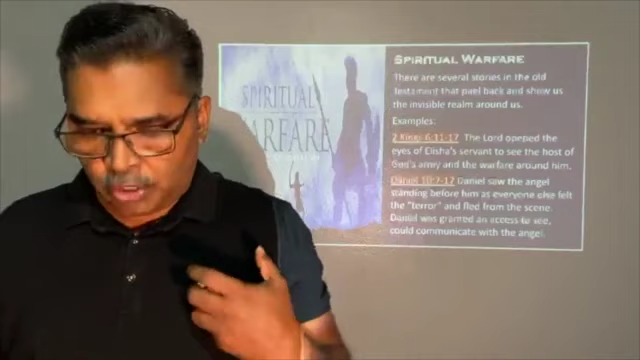 SPIRITUAL
WARFARE
SPIRITUAL WARFARE
There are several stories in the old
testament that peel back and show us
the invisible realm around us.
Examples:
2 Kings 6:11-17 The Lord opened the
eyes of Elisha's servant to see the host of
God's army and the warfare around him.
Daniel 10:7-17 Daniel saw the angel
standing before him as everyone else felt
the "terror" and fled from the scene.
Daniel was granted an access to see,
could communicate with the angel.